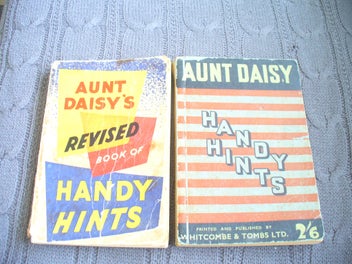 AUNT
DAISY'S
REVISED
BOOK OF
HANDY
HINTS
AUNT DAISY
HANDY
HINTS
PRINTED AND PUBLISHED BY
WHITCOMBE & TOMBS LTD.
2/6